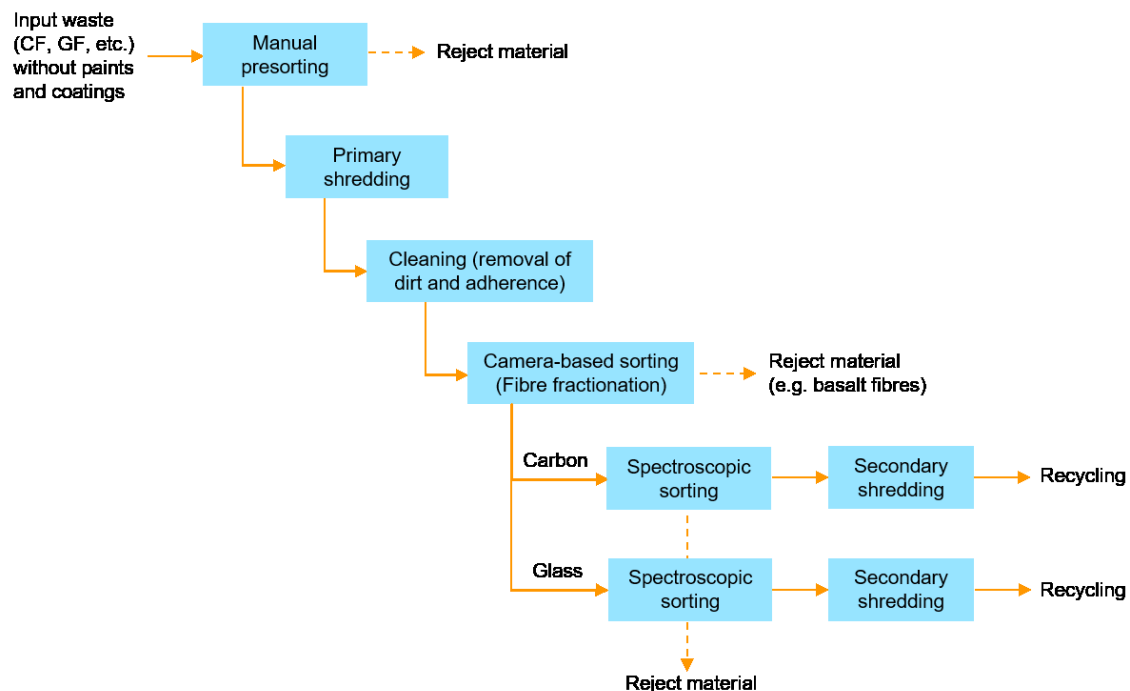 Input waste
(CF, GF, etc.)
without paints
and coatings
Manual
presorting
Reject material
Primary
shredding
Cleaning (removal of
dirt and adherence)
Camera-based sorting
(Fibre fractionation)
Reject material
(e.g. basalt fibres)
Carbon
Spectroscopic
sorting
Secondary
shredding
Recycling
Glass
Spectroscopic
sorting
Secondary
shredding
Recycling
Reject material